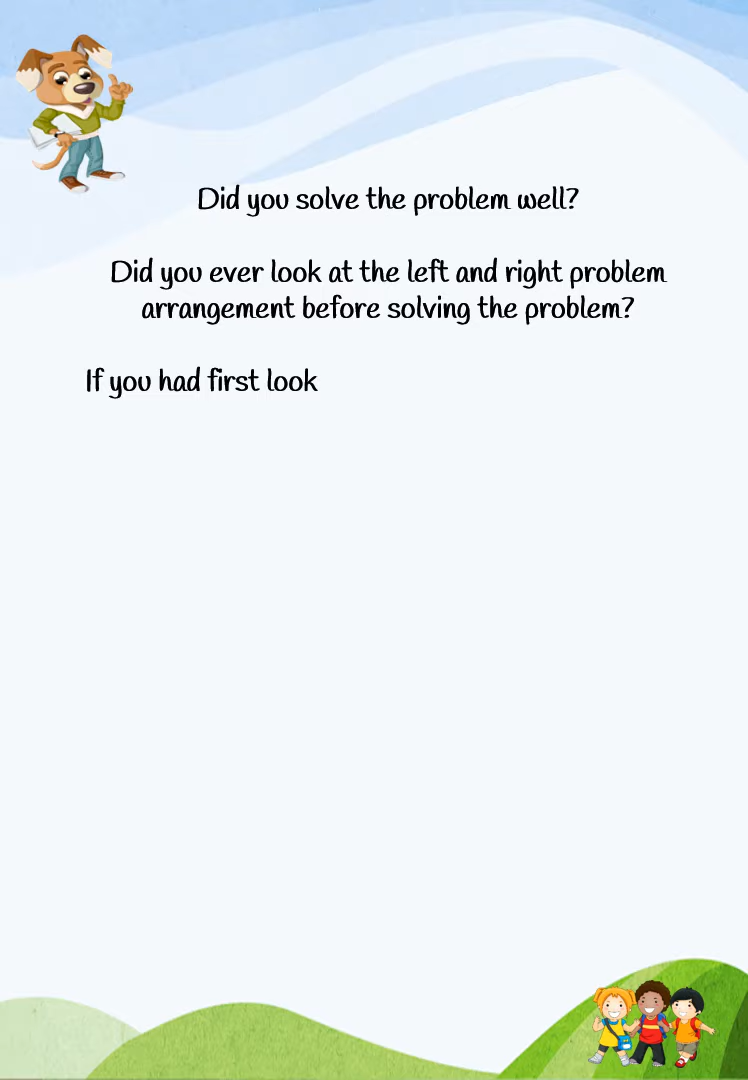 Did you solve the problem well?
Did you ever look at the left and right problem
arrangement before solving the problem?
If you had first look